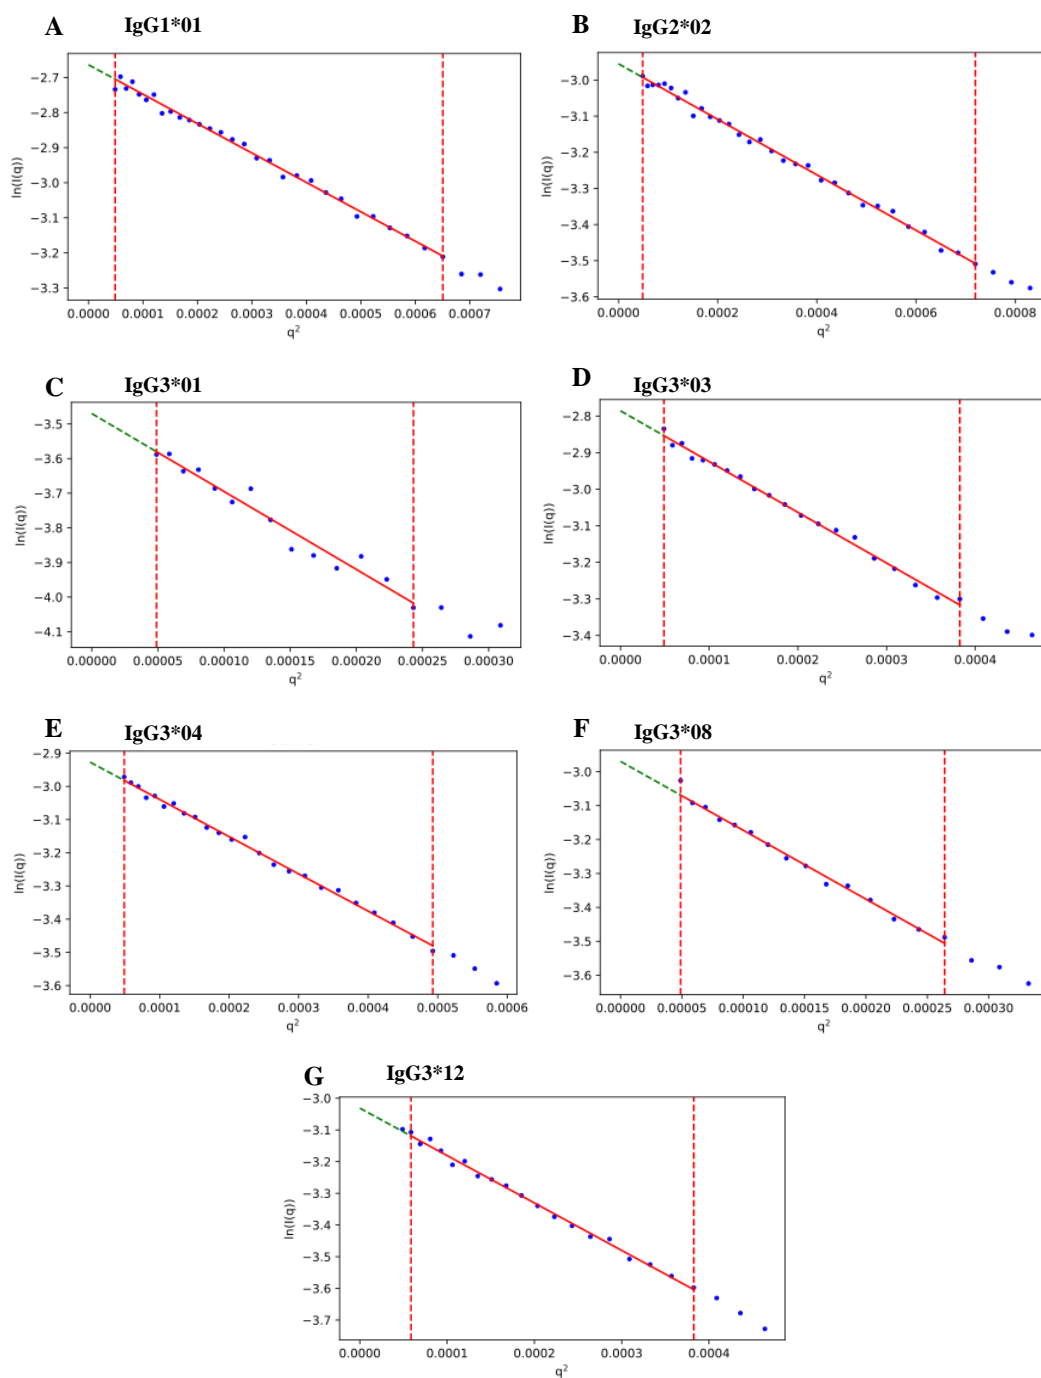 A IgG1*01
−2.7
−2.8
−2.9
−3.0
−3.1
−3.2
−3.3
ln(I(q))
0.0000 0.0001 0.0002 0.0003 0.0004 0.0005 0.0006 0.0007
q²
B IgG2*02
−3.0
−3.1
−3.2
−3.3
−3.4
−3.5
−3.6
ln(I(q))
0.0000 0.0002 0.0004 0.0006 0.0008
q²
C IgG3*01
−3.5
−3.6
−3.7
−3.8
−3.9
−4.0
−4.1
ln(I(q))
0.00000 0.00005 0.00010 0.00015 0.00020 0.00025 0.00030
q²
D IgG3*03
−2.8
−2.9
−3.0
−3.1
−3.2
−3.3
−3.4
ln(I(q))
0.0000 0.0001 0.0002 0.0003 0.0004
q²
E IgG3*04
−2.9
−3.0
−3.1
−3.2
−3.3
−3.4
−3.5
−3.6
ln(I(q))
0.0000 0.0001 0.0002 0.0003 0.0004 0.0005 0.0006
q²
F IgG3*08
−3.0
−3.1
−3.2
−3.3
−3.4
−3.5
−3.6
ln(I(q))
0.00000 0.00005 0.00010 0.00015 0.00020 0.00025 0.00030
q²
G IgG3*12
−3.0
−3.1
−3.2
−3.3
−3.4
−3.5
−3.6
−3.7
ln(I(q))
0.0000 0.0001 0.0002 0.0003 0.0004
q²